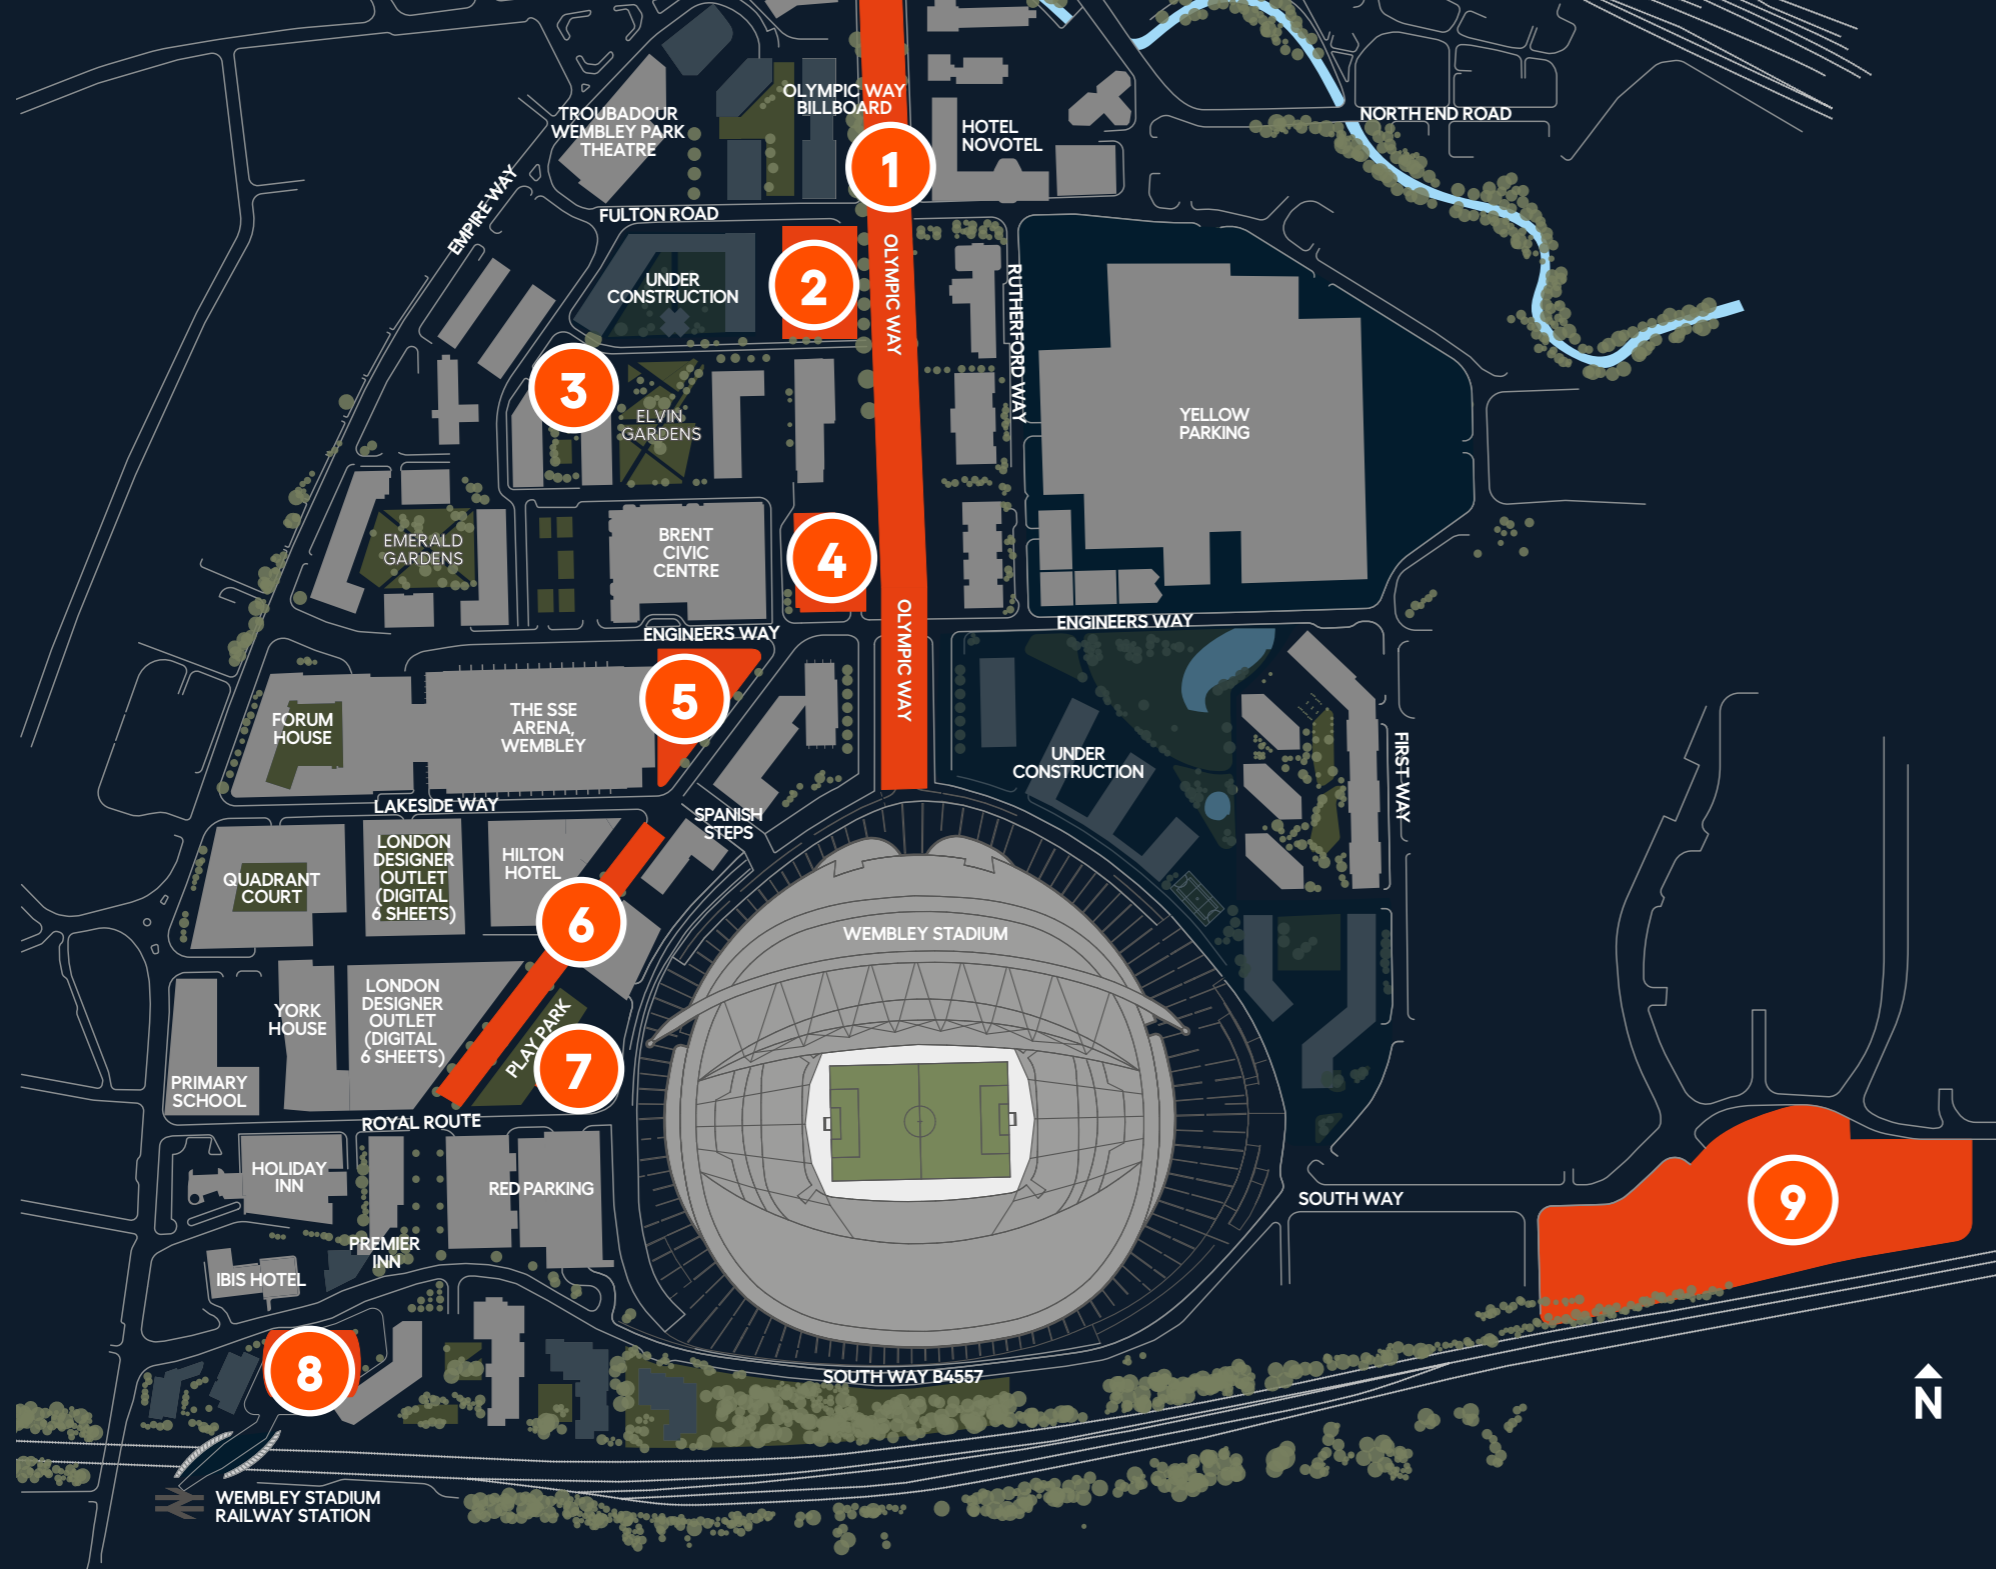 OLYMPIC WAY
BILLBOARD
TROUBADOUR
WEMBLEY PARK
THEATRE
HOTEL
NOVOTEL
1
NORTH END ROAD
EMPIRE WAY
FULTON ROAD
UNDER
CONSTRUCTION
2
OLYMPIC WAY
RUTHERFORD WAY
3
ELVIN
GARDENS
YELLOW
PARKING
EMERALD
GARDENS
BRENT
CIVIC
CENTRE
4
ENGINEERS WAY
ENGINEERS WAY
OLYMPIC WAY
5
FORUM
HOUSE
THE SSE
ARENA,
WEMBLEY
UNDER
CONSTRUCTION
FIRST WAY
LAKESIDE WAY
SPANISH
STEPS
LONDON
DESIGNER
OUTLET
(DIGITAL
6 SHEETS)
HILTON
HOTEL
QUADRANT
COURT
6
WEMBLEY STADIUM
LONDON
DESIGNER
OUTLET
(DIGITAL
6 SHEETS)
YORK
HOUSE
PLAY PARK
7
PRIMARY
SCHOOL
ROYAL ROUTE
HOLIDAY
INN
RED PARKING
SOUTH WAY
9
PREMIER
INN
IBIS HOTEL
8
SOUTH WAY B4557
N
WEMBLEY STADIUM
RAILWAY STATION